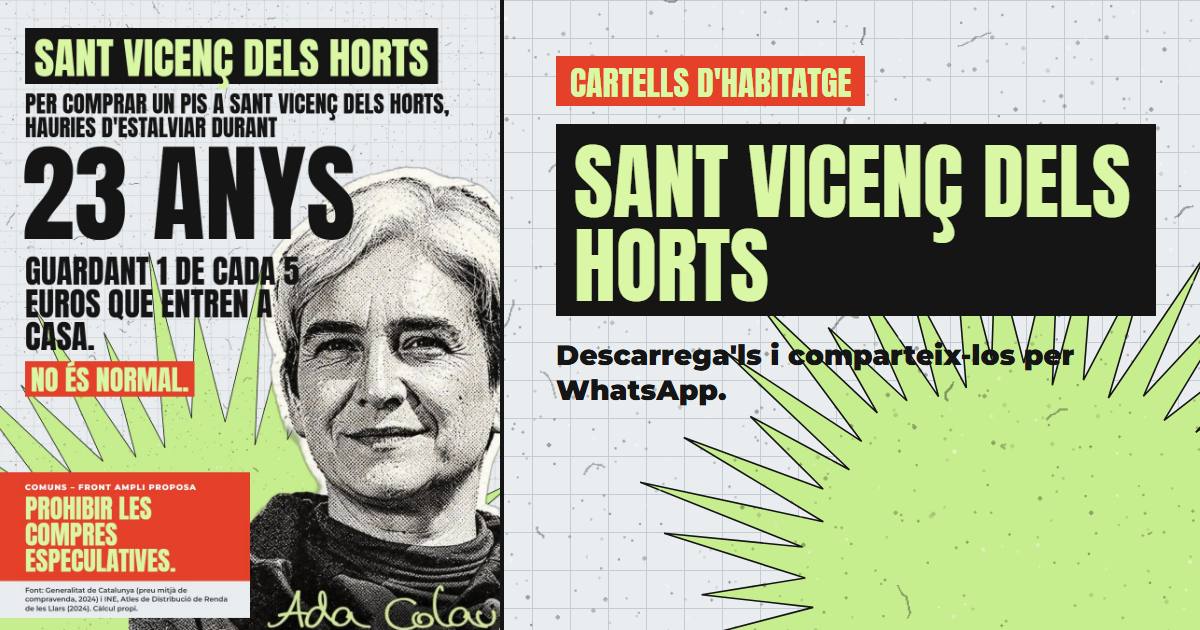 SANT VICENÇ DELS HORTS
PER COMPRAR UN PIS A SANT VICENÇ DELS HORTS,
HAURIES D'ESTALVIAR DURANT
23 ANYS
GUARDANT 1 DE CADA 5
EUROS QUE ENTREN A
CASA.
NO ÉS NORMAL.
COMUNS – FRONT AMPLI PROPOSA
PROHIBIR LES
COMPRES
ESPECULATIVES.
Font: Generalitat de Catalunya (preu mitjà de
compravenda, 2024) i INE, Atles de Distribució de Renda
de les Llars (2024). Càlcul propi.
Ada Colau
CARTELLS D'HABITATGE
SANT VICENÇ DELS
HORTS
Descarrega'ls i comparteix-los per
WhatsApp.